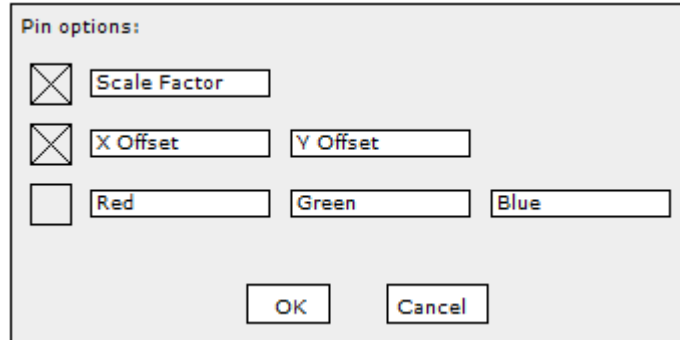 Pin options:
Scale Factor
X Offset Y Offset
Red Green Blue
OK Cancel